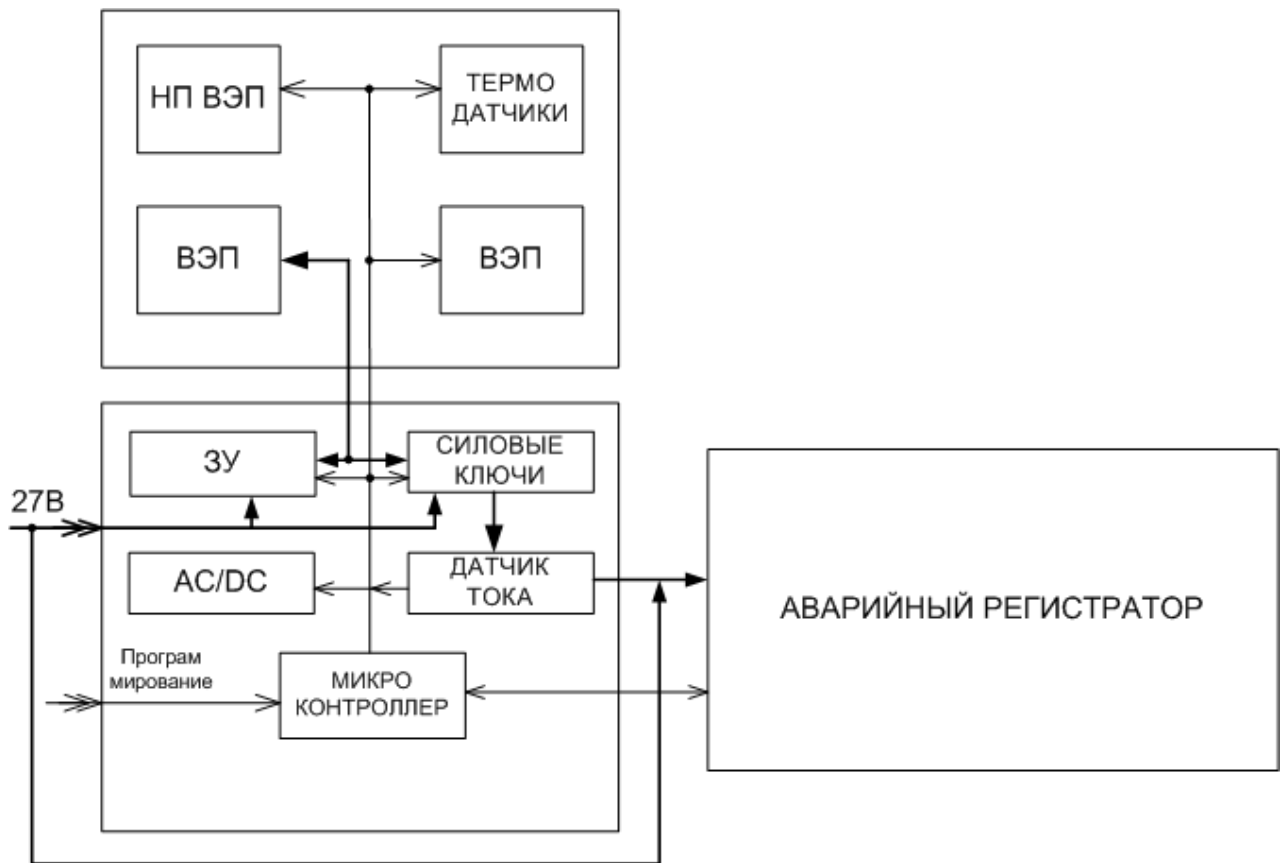 НП ВЭП
ТЕРМО
ДАТЧИКИ
ВЭП
ВЭП
ЗУ
СИЛОВЫЕ
КЛЮЧИ
27В
AC/DC
ДАТЧИК
ТОКА
АВАРИЙНЫЙ РЕГИСТРАТОР
Програм
мирование
МИКРО
КОНТРОЛЛЕР